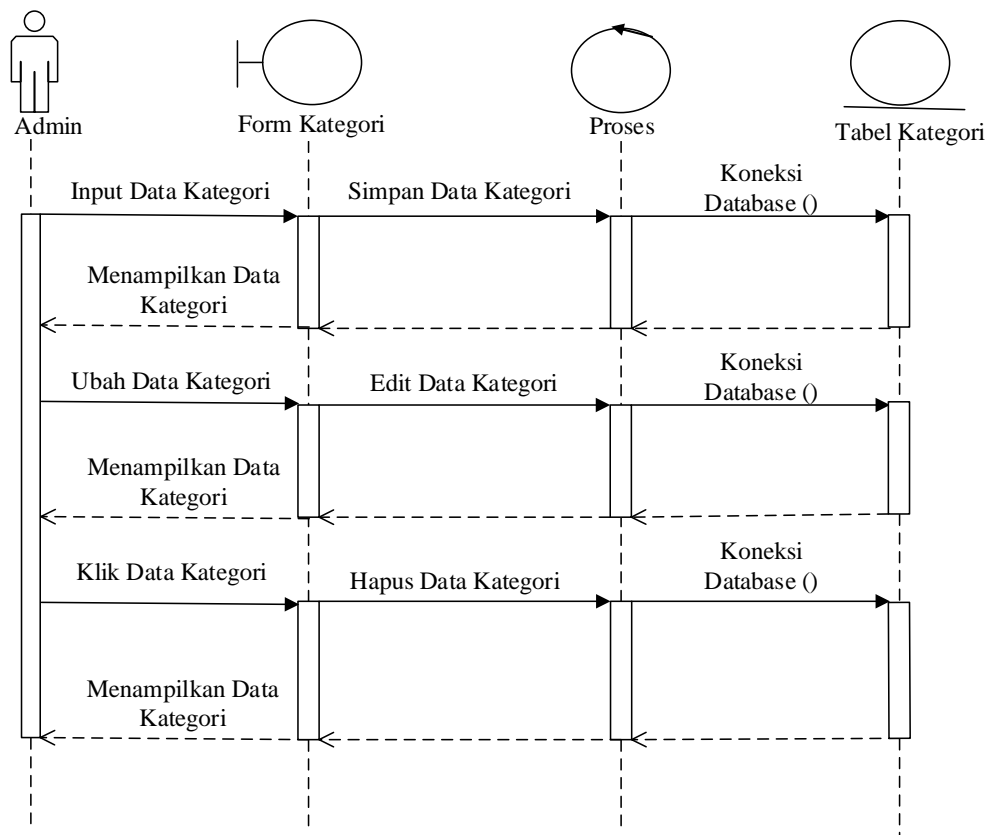 Admin
Form Kategori
Proses
Tabel Kategori
Input Data Kategori
Simpan Data Kategori
Koneksi
Database ()
Menampilkan Data
Kategori
Ubah Data Kategori
Edit Data Kategori
Koneksi
Database ()
Menampilkan Data
Kategori
Klik Data Kategori
Hapus Data Kategori
Koneksi
Database ()
Menampilkan Data
Kategori